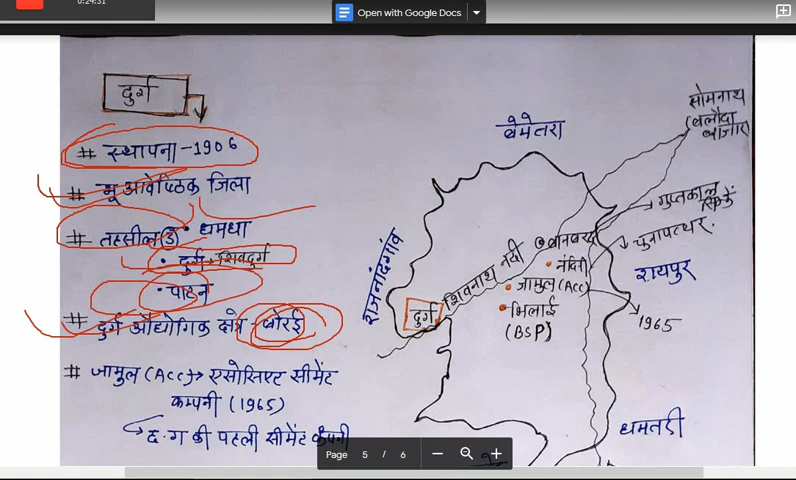 0:24:31
Open with Google Docs
दुर्ग
# स्थापना - 1906
# भू आवेष्ठित जिला
# तहसील (3) • धमधा
• दुर्ग - शिवदुर्ग
• पाटन
# दुर्ग औद्योगिक क्षेत्र - बोरई
# जामुल (Acc) → एसोसिएट सीमेंट
कम्पनी (1965)
→ छ.ग की पहली सीमेंट कंपनी
बेमेतरा
सोमनाथ
(बलौदा
बाजार)
गुप्तकाल
सिक्कें
चुनापत्थर
रायपुर
राजनांदगांव
शिवनाथ नदी
बानबरद
नंदिनी
जामुल (Acc)
1965
दुर्ग
भिलाई
(BSP)
धमतरी
Page 5 / 6